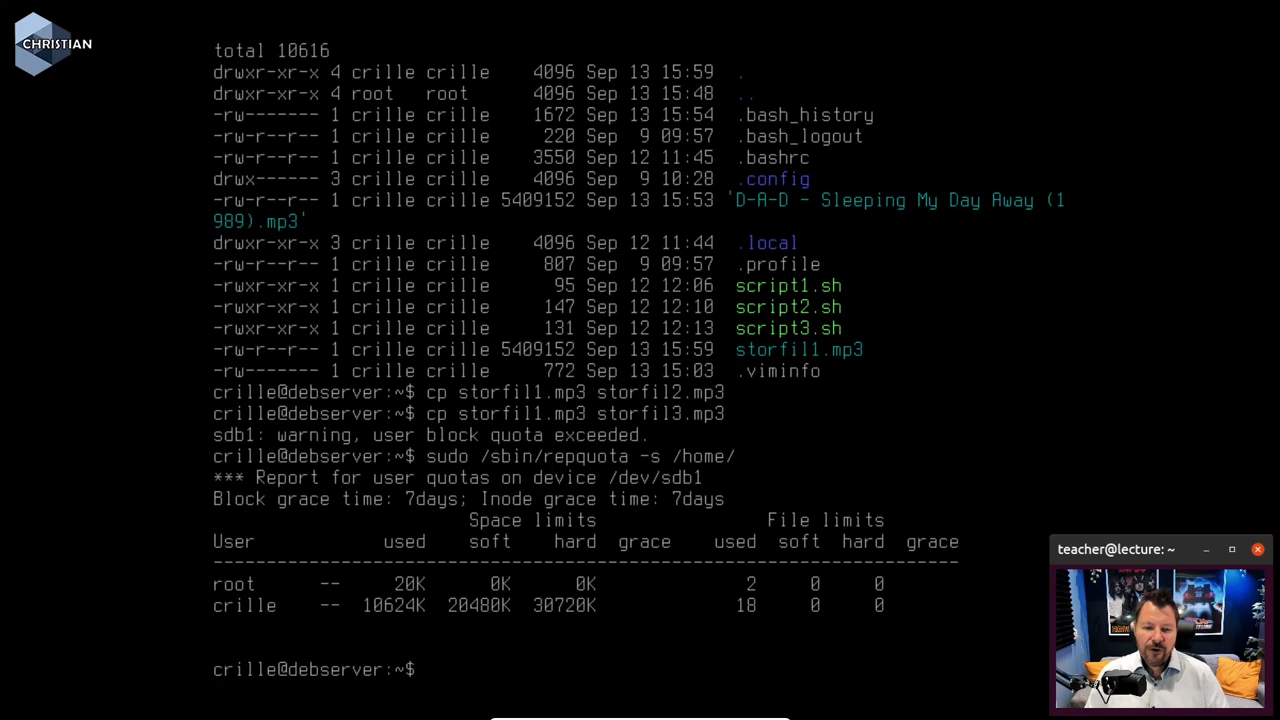 CHRISTIAN
total 10616
drwxr-xr-x 4 crille crille    4096 Sep 13 15:59  .
drwxr-xr-x 4 root   root      4096 Sep 13 15:48  ..
-rw------- 1 crille crille    1672 Sep 13 15:54  .bash_history
-rw-r--r-- 1 crille crille     220 Sep  9 09:57  .bash_logout
-rw-r--r-- 1 crille crille    3550 Sep 12 11:45  .bashrc
drwx------ 3 crille crille    4096 Sep  9 10:28  .config
-rw-r--r-- 1 crille crille 5409152 Sep 13 15:53 'D-A-D - Sleeping My Day Away (1
989).mp3'
drwxr-xr-x 3 crille crille    4096 Sep 12 11:44  .local
-rw-r--r-- 1 crille crille     807 Sep  9 09:57  .profile
-rwxr-xr-x 1 crille crille      95 Sep 12 12:06  script1.sh
-rwxr-xr-x 1 crille crille     147 Sep 12 12:10  script2.sh
-rwxr-xr-x 1 crille crille     131 Sep 12 12:13  script3.sh
-rw-r--r-- 1 crille crille 5409152 Sep 13 15:59  storfil1.mp3
-rw------- 1 crille crille     772 Sep 13 15:03  .viminfo
crille@debserver:~$ cp storfil1.mp3 storfil2.mp3
crille@debserver:~$ cp storfil1.mp3 storfil3.mp3
sdb1: warning, user block quota exceeded.
crille@debserver:~$ sudo /sbin/repquota -s /home/
*** Report for user quotas on device /dev/sdb1
Block grace time: 7days; Inode grace time: 7days
                        Space limits                File limits
User            used    soft    hard  grace    used  soft  hard  grace
----------------------------------------------------------------------
root      --     20K      0K      0K              2     0     0
crille    --  10624K  20480K  30720K             18     0     0
crille@debserver:~$
teacher@lecture: ~